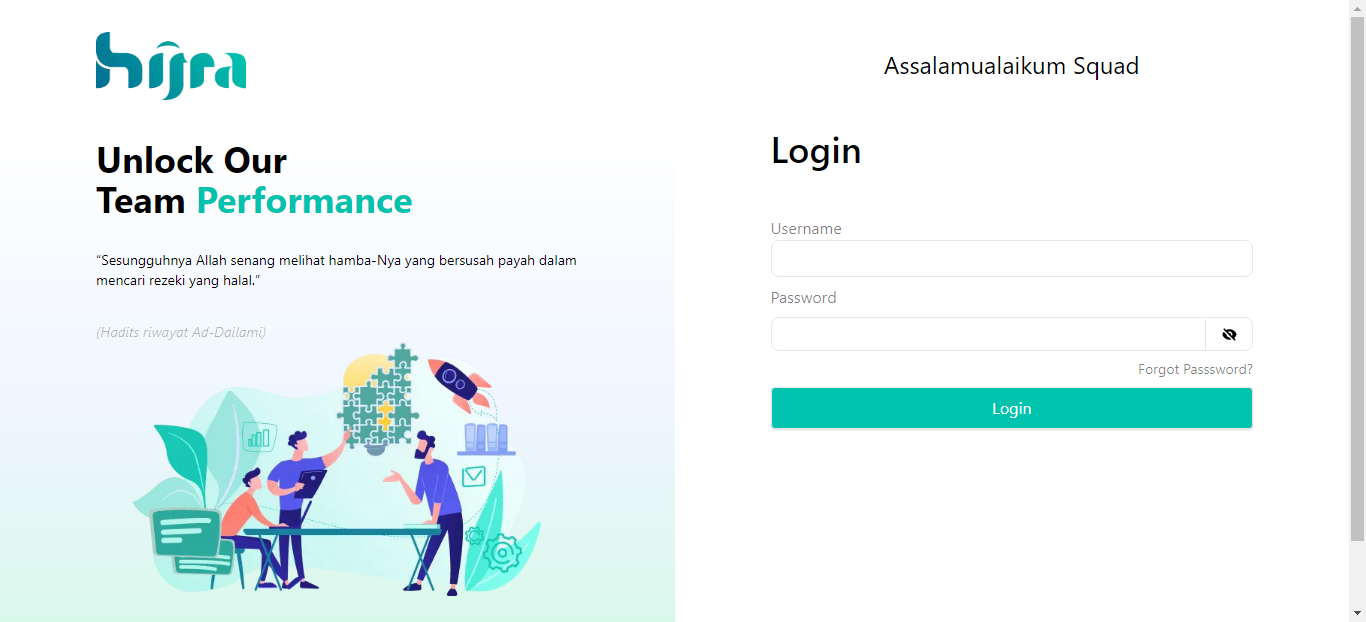 hijra
Unlock Our
Team Performance
“Sesungguhnya Allah senang melihat hamba-Nya yang bersusah payah dalam
mencari rezeki yang halal.”
(Hadits riwayat Ad-Dailami)
Assalamualaikum Squad
Login
Username
Password
Forgot Passsword?
Login